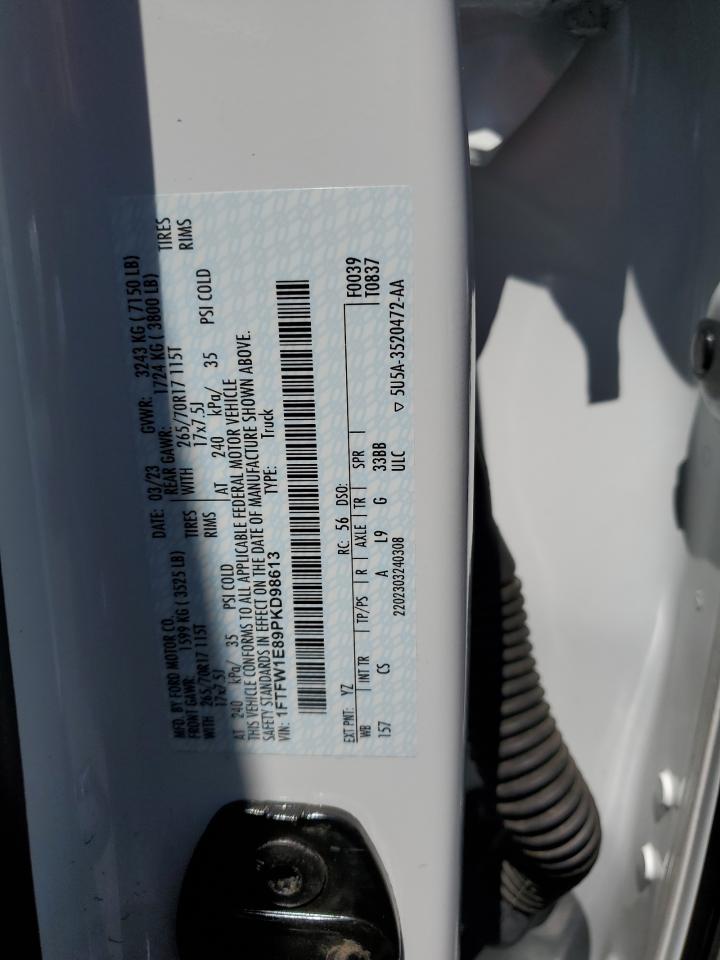 MFD. BY FORD MOTOR CO. DATE: 03/23 GVWR: 3243 KG ( 7150 LB)
FRONT GAWR: 1599 KG ( 3525 LB) REAR GAWR: 1724 KG ( 3800 LB)
WITH 265/70R17 115T TIRES WITH 265/70R17 115T TIRES
17x7.5J RIMS 17x7.5J RIMS
AT 240 kPa/ 35 PSI COLD AT 240 kPa/ 35 PSI COLD
THIS VEHICLE CONFORMS TO ALL APPLICABLE FEDERAL MOTOR VEHICLE
SAFETY STANDARDS IN EFFECT ON THE DATE OF MANUFACTURE SHOWN ABOVE.
VIN: 1FTFW1E89PKD98613 TYPE: Truck
EXT PNT: YZ RC: 56 DSO: F0039
WB INT TR TP/PS R AXLE TR SPR T0837
157 CS A L9 G 33BB
2202303240308 ULC ▽ 5U5A-3520472-AA